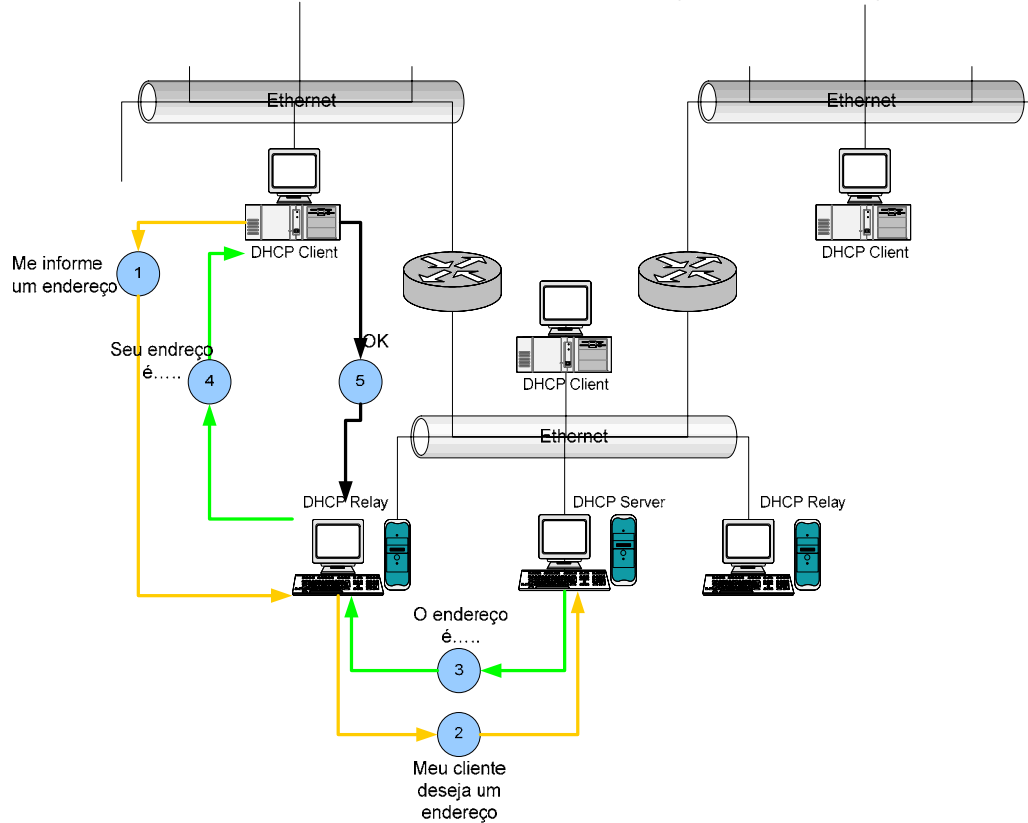 Ethernet
Ethernet
DHCP Client
DHCP Client
Me informe
um endereço
1
OK
Seu endreço
é.....
4
5
DHCP Client
Ethernet
DHCP Relay
DHCP Server
DHCP Relay
O endereço
é.....
3
2
Meu cliente
deseja um
endereço